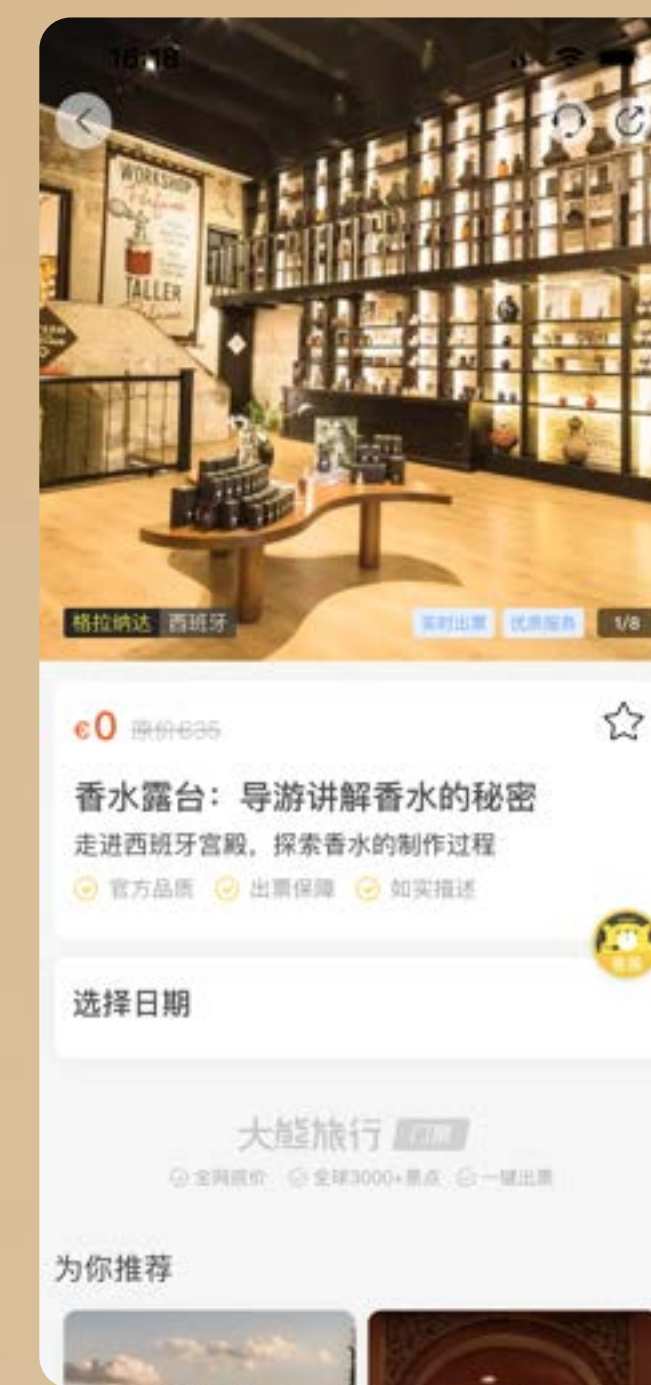 16:18
WORKSHOP
TALLER
格拉纳达 西班牙
实时出票 优质服务 1/8
€0 原价€35
香水露台：导游讲解香水的秘密
走进西班牙宫殿，探索香水的制作过程
官方品质 出票保障 如实描述
选择日期
大熊旅行 门票
全网底价 全球3000+景点 一键出票
为你推荐